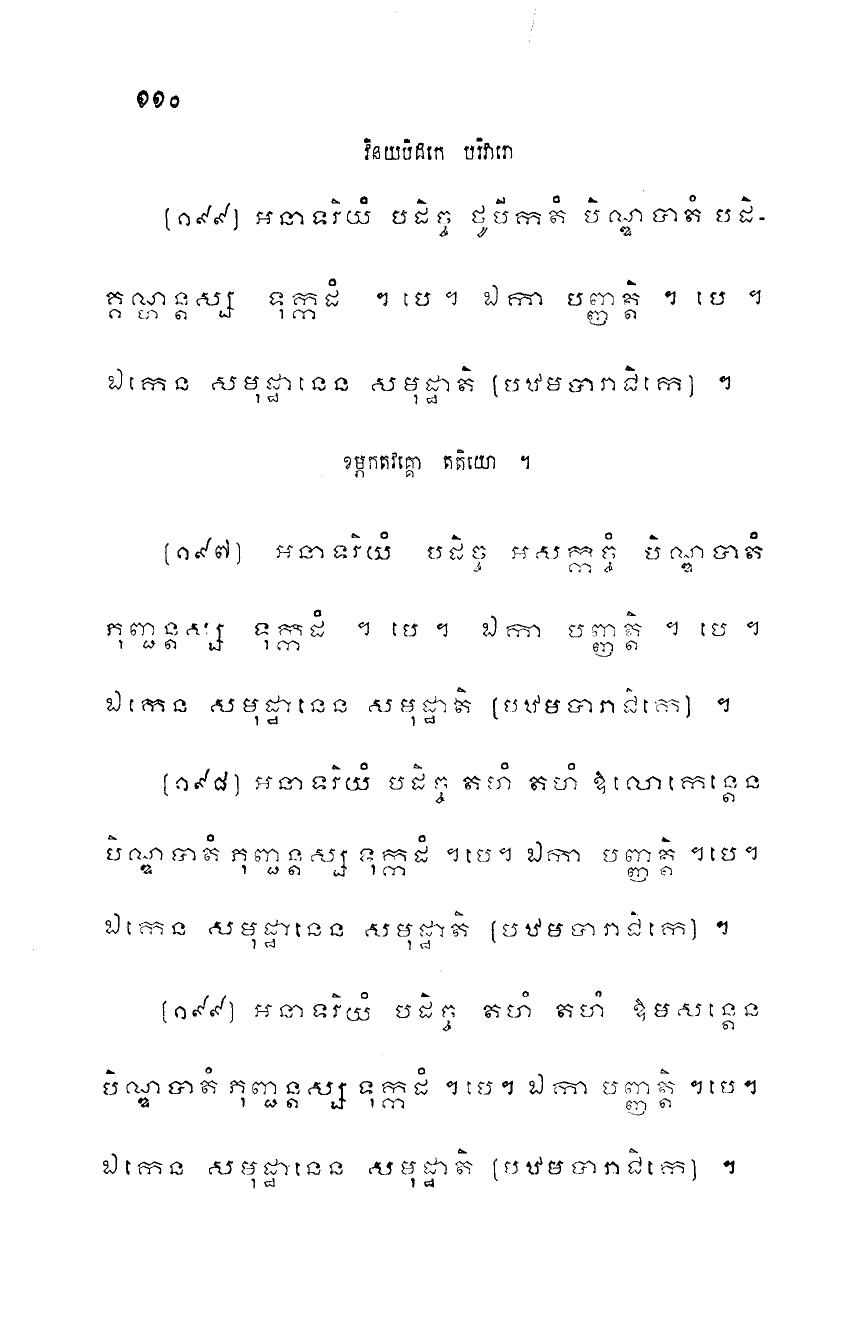 ១១០
វិនយបិដកេ បរិវារោ
[១៩៩] អនាទរិយំ បដិច្ច ថូបីកតំ បិណ្ឌបាតំ បដិ-
គ្គណ្ហន្តស្ស ទុក្កដំ ។ បេ ។ ឯកា បញ្ញត្តិ ។ បេ ។
ឯកេន សមុដ្ឋានេន សមុដ្ឋាតិ [បឋមបារាជិកេ] ។
ខម្ភកតវគ្គោ តតិយោ ។
[១៩៧] អនាទរិយំ បដិច្ច អសក្កច្ចំ បិណ្ឌបាតំ
ភុញ្ជន្តស្ស ទុក្កដំ ។ បេ ។ ឯកា បញ្ញត្តិ ។ បេ ។
ឯកេន សមុដ្ឋានេន សមុដ្ឋាតិ [បឋមបារាជិកេ] ។
[១៩៨] អនាទរិយំ បដិច្ច តហំ តហំ ឱលោកេន្តេន
បិណ្ឌបាតំ ភុញ្ជន្តស្ស ទុក្កដំ ។បេ។ ឯកា បញ្ញត្តិ ។បេ។
ឯកេន សមុដ្ឋានេន សមុដ្ឋាតិ [បឋមបារាជិកេ] ។
[១៩៩] អនាទរិយំ បដិច្ច តហំ តហំ ឱមសន្តេន
បិណ្ឌបាតំ ភុញ្ជន្តស្ស ទុក្កដំ ។បេ។ ឯកា បញ្ញត្តិ ។បេ។
ឯកេន សមុដ្ឋានេន សមុដ្ឋាតិ [បឋមបារាជិកេ] ។